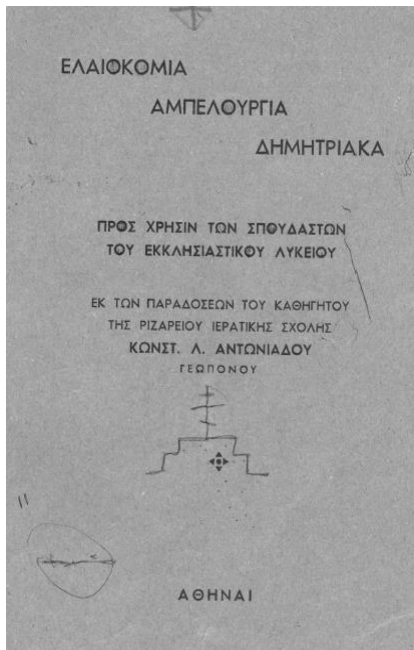 ΕΛΑΙΟΚΟΜΙΑ
ΑΜΠΕΛΟΥΡΓΙΑ
ΔΗΜΗΤΡΙΑΚΑ
ΠΡΟΣ ΧΡΗΣΙΝ ΤΩΝ ΣΠΟΥΔΑΣΤΩΝ
ΤΟΥ ΕΚΚΛΗΣΙΑΣΤΙΚΟΥ ΛΥΚΕΙΟΥ
ΕΚ ΤΩΝ ΠΑΡΑΔΟΣΕΩΝ ΤΟΥ ΚΑΘΗΓΗΤΟΥ
ΤΗΣ ΡΙΖΑΡΕΙΟΥ ΙΕΡΑΤΙΚΗΣ ΣΧΟΛΗΣ
ΚΩΝΣΤ. Λ. ΑΝΤΩΝΙΑΔΟΥ
ΓΕΩΠΟΝΟΥ
ΑΘΗΝΑΙ